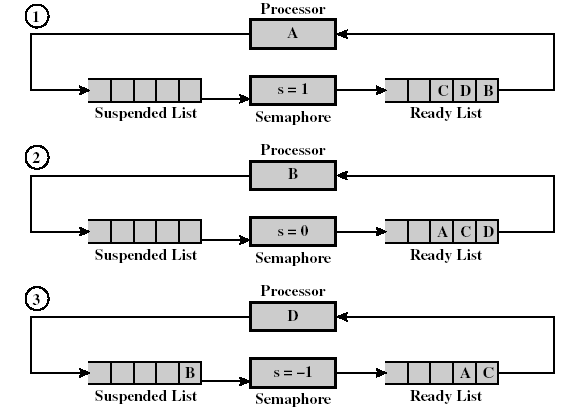 1
Processor
A
s = 1
C D B
Suspended List
Semaphore
Ready List
2
Processor
B
s = 0
A C D
Suspended List
Semaphore
Ready List
3
Processor
D
B
s = –1
A C
Suspended List
Semaphore
Ready List